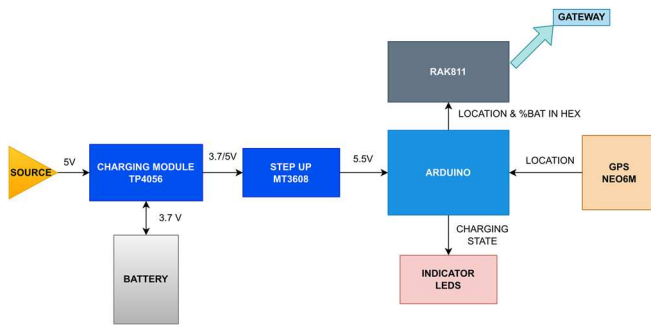 GATEWAY
RAK811
LOCATION & %BAT IN HEX
SOURCE
5V
CHARGING MODULE
TP4056
3.7/5V
STEP UP
MT3608
5.5V
ARDUINO
LOCATION
GPS
NEO6M
3.7 V
CHARGING
STATE
BATTERY
INDICATOR
LEDS